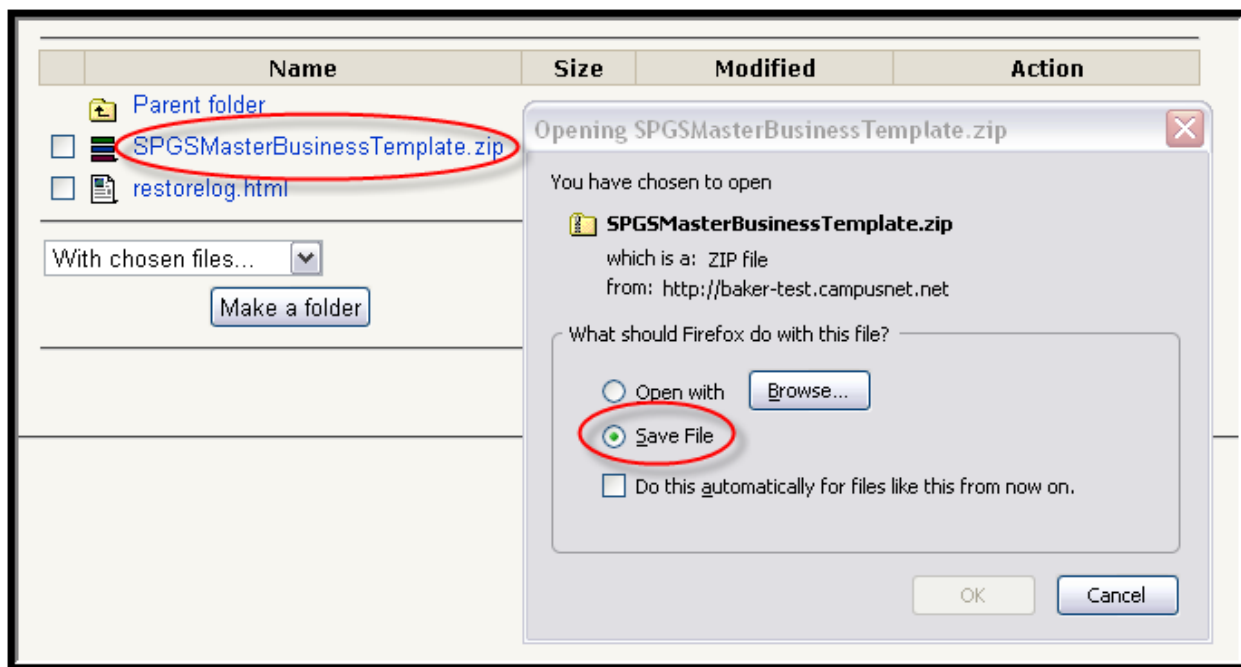 Name Size Modified Action
Parent folder
SPGSMasterBusinessTemplate.zip
restorelog.html
With chosen files...
Make a folder
Opening SPGSMasterBusinessTemplate.zip
You have chosen to open
SPGSMasterBusinessTemplate.zip
which is a: ZIP file
from: http://baker-test.campusnet.net
What should Firefox do with this file?
Open with Browse...
Save File
Do this automatically for files like this from now on.
OK Cancel